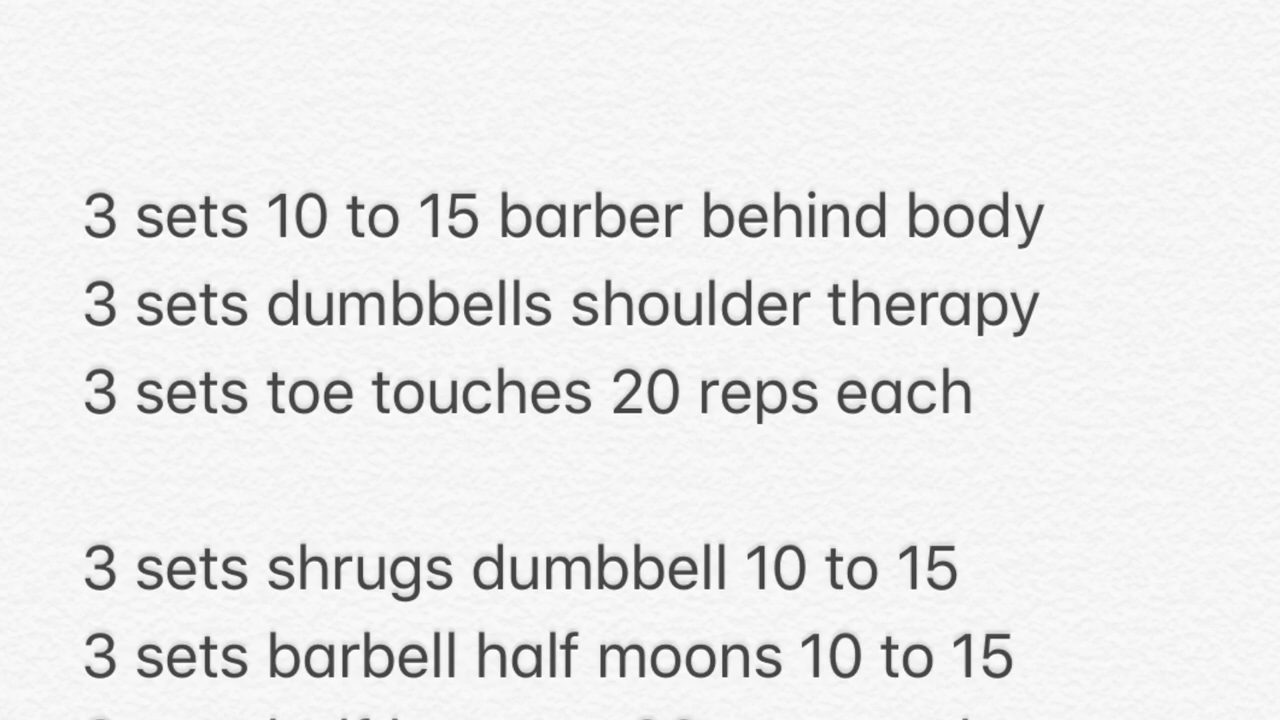 3 sets 10 to 15 barber behind body
3 sets dumbbells shoulder therapy
3 sets toe touches 20 reps each
3 sets shrugs dumbbell 10 to 15
3 sets barbell half moons 10 to 15